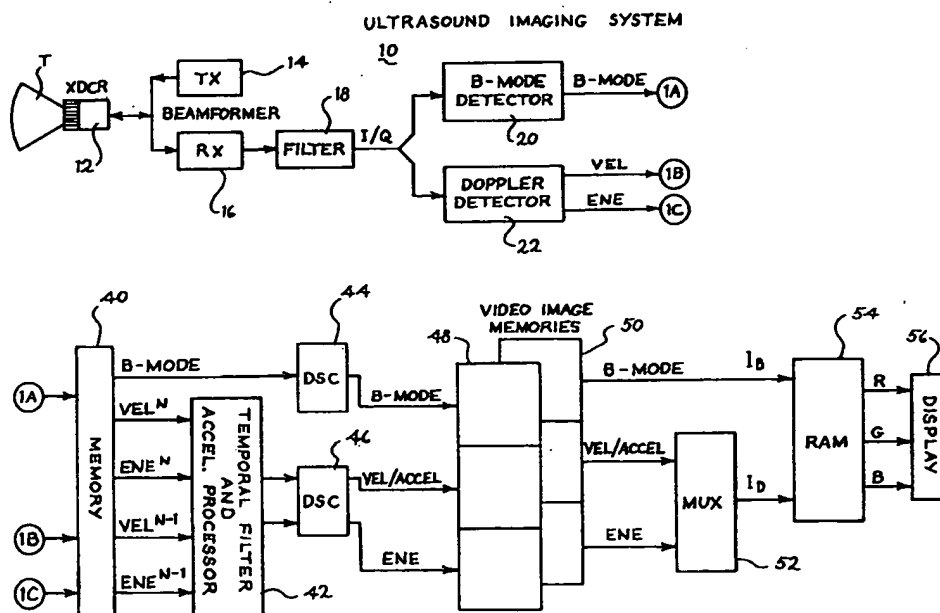 ULTRASOUND IMAGING SYSTEM
10
T
XDCR
12
TX
14
BEAMFORMER
RX
16
18
FILTER
I/Q
B-MODE
DETECTOR
20
B-MODE
1A
DOPPLER
DETECTOR
22
VEL
1B
ENE
1C
40
1A
1B
1C
MEMORY
B-MODE
VEL^N
ENE^N
VEL^N-1
ENE^N-1
TEMPORAL FILTER
AND
ACCEL. PROCESSOR
42
44
DSC
B-MODE
46
DSC
VEL/ACCEL
ENE
VIDEO IMAGE
MEMORIES
48
50
B-MODE
I_B
VEL/ACCEL
ENE
MUX
52
I_D
54
RAM
R
G
B
56
DISPLAY